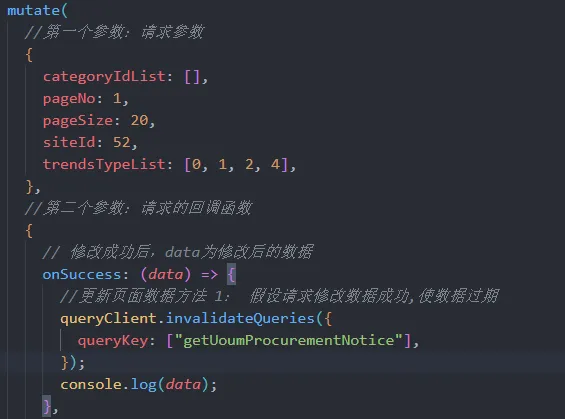 mutate(
//第一个参数：请求参数
{
categoryIdList: [],
pageNo: 1,
pageSize: 20,
siteId: 52,
trendsTypeList: [0, 1, 2, 4],
},
//第二个参数：请求的回调函数
{
// 修改成功后，data为修改后的数据
onSuccess: (data) => {
//更新页面数据方法 1： 假设请求修改数据成功,使数据过期
queryClient.invalidateQueries({
queryKey: ["getUoumProcurementNotice"],
});
console.log(data);
},